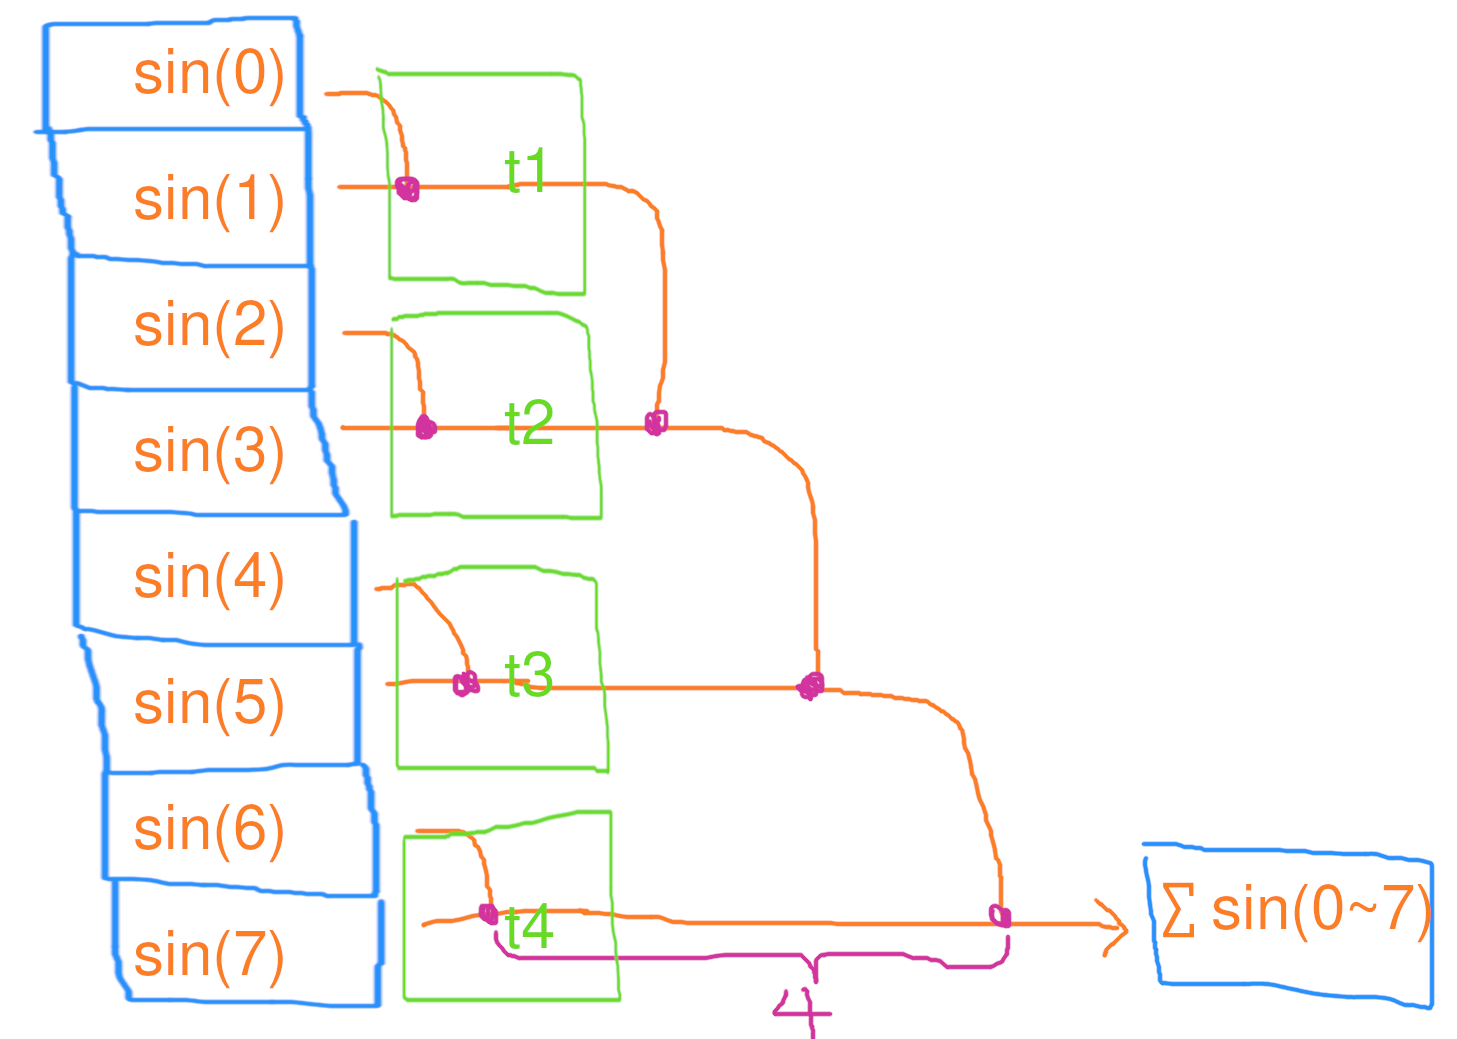 sin(0)
sin(1)
t1
sin(2)
sin(3)
t2
sin(4)
sin(5)
t3
sin(6)
sin(7)
t4
∑ sin(0~7)
4